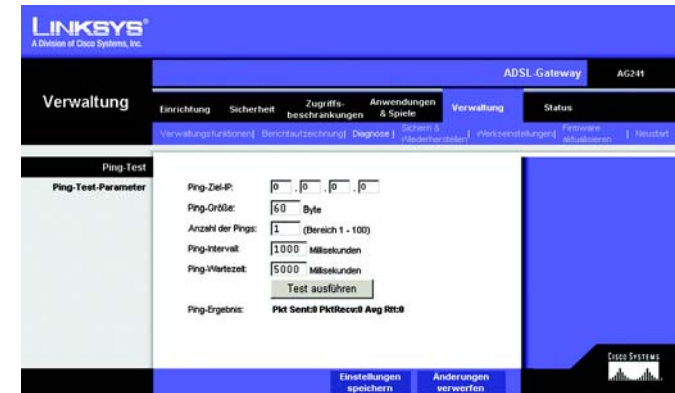 LINKSYS®
A Division of Cisco Systems, Inc.
ADSL-Gateway AG241
Verwaltung
Einrichtung Sicherheit Zugriffs-beschränkungen Anwendungen & Spiele Verwaltung Status
Verwaltungsfunktionen | Berichtaufzeichnung | Diagnose | Sichern & Wiederherstellen | Werkseinstellungen | Firmware aktualisieren | Neustart
Ping-Test
Ping-Test-Parameter
Ping-Ziel-IP: 0 . 0 . 0 . 0
Ping-Größe: 60 Byte
Anzahl der Pings: 1 (Bereich 1 - 100)
Ping-Intervall: 1000 Millisekunden
Ping-Wartezeit: 5000 Millisekunden
Test ausführen
Ping-Ergebnis: Pkt Sent:0 PktRecv:0 Avg Rtt:0
CISCO SYSTEMS
Einstellungen speichern
Änderungen verwerfen